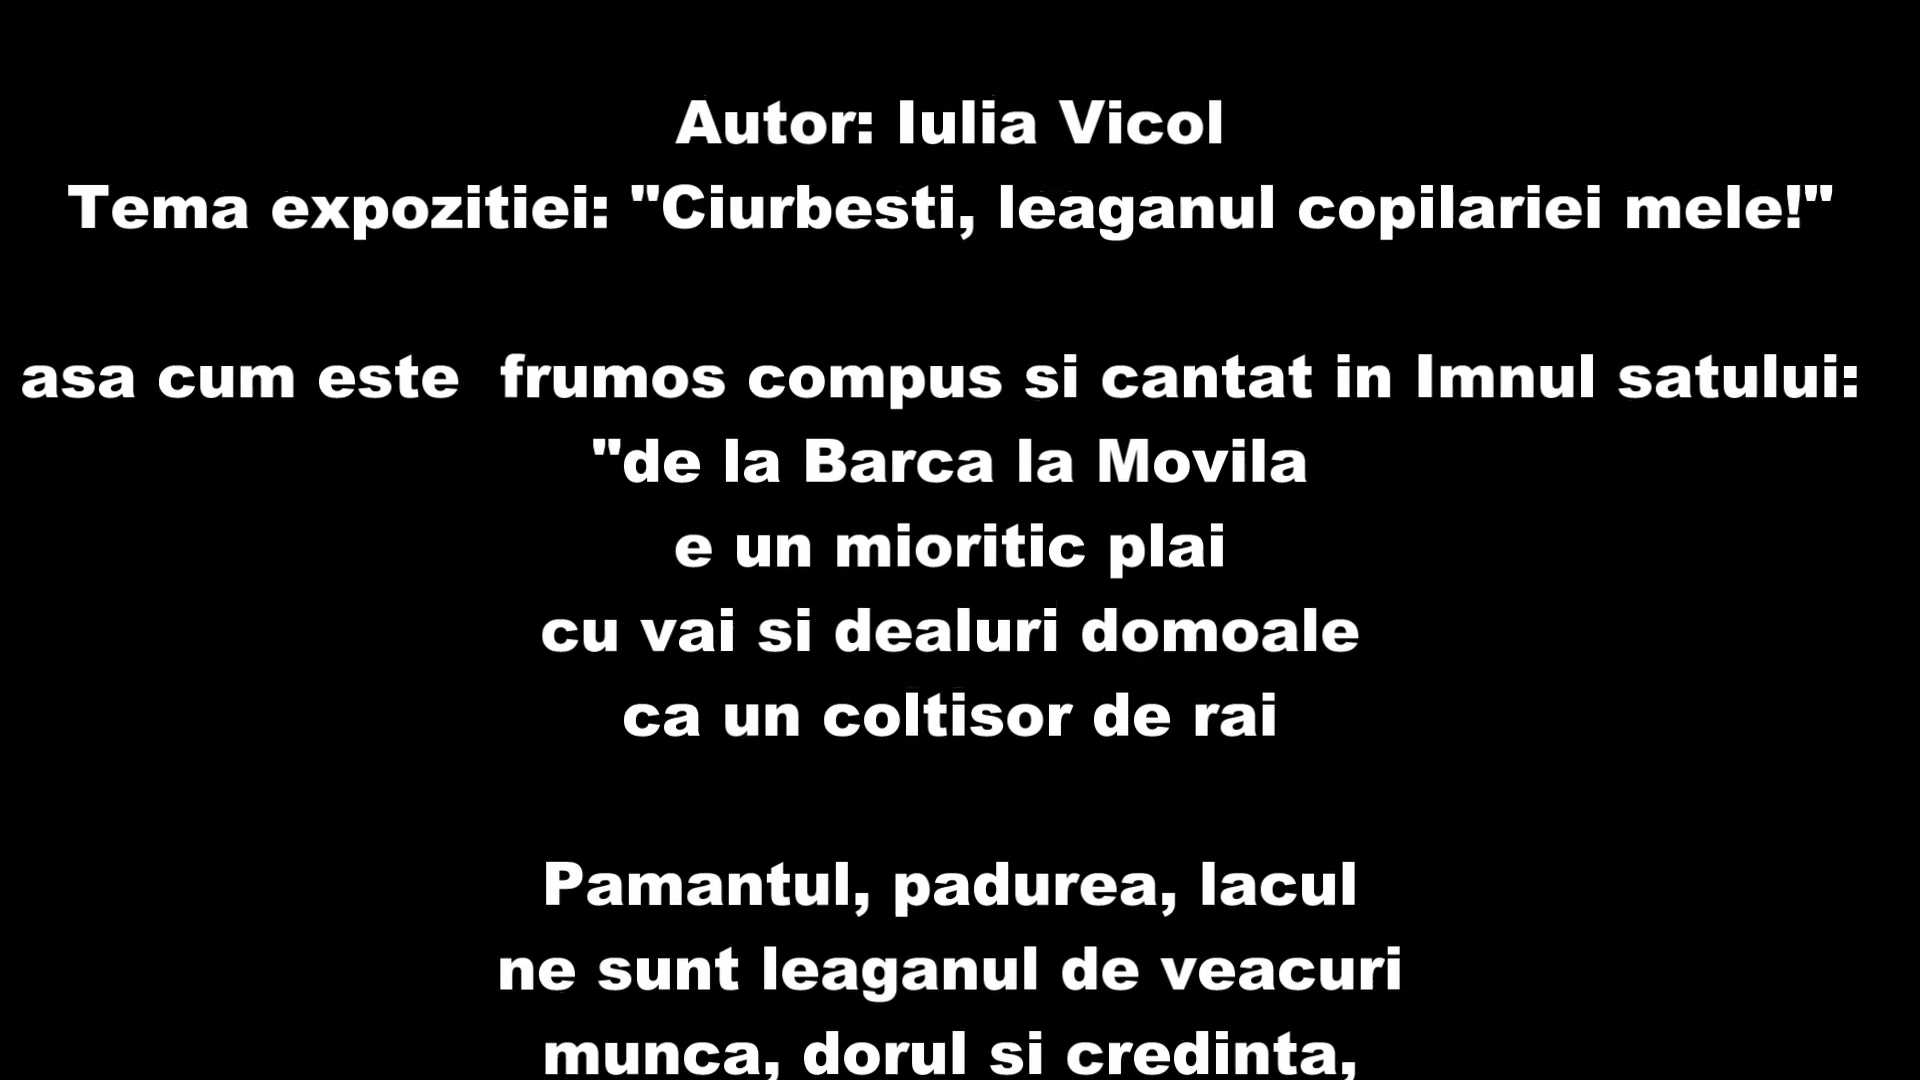 Autor: Iulia Vicol
Tema expozitiei: "Ciurbesti, leaganul copilariei mele!"
asa cum este  frumos compus si cantat in Imnul satului:
"de la Barca la Movila
e un mioritic plai
cu vai si dealuri domoale
ca un coltisor de rai
Pamantul, padurea, lacul
ne sunt leaganul de veacuri
munca, dorul si credinta,